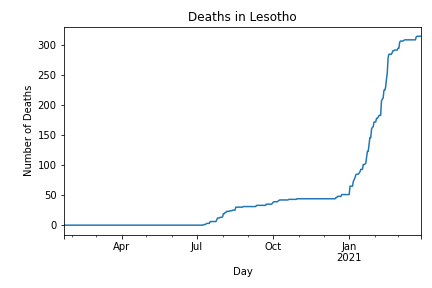 Deaths in Lesotho
Number of Deaths
300
250
200
150
100
50
0
Apr
Jul
Oct
Jan
2021
Day